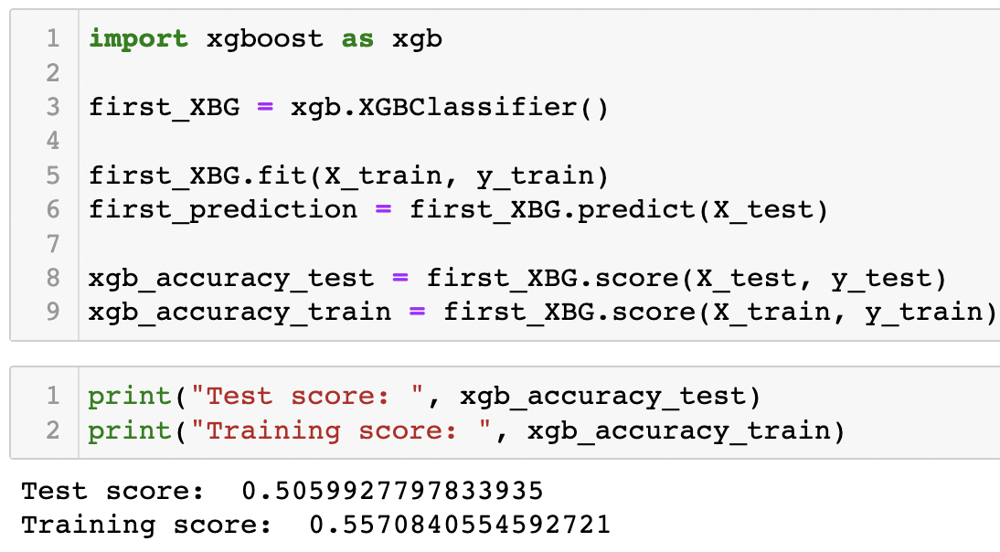 1 import xgboost as xgb
2
3 first_XBG = xgb.XGBClassifier()
4
5 first_XBG.fit(X_train, y_train)
6 first_prediction = first_XBG.predict(X_test)
7
8 xgb_accuracy_test = first_XBG.score(X_test, y_test)
9 xgb_accuracy_train = first_XBG.score(X_train, y_train)
1 print("Test score: ", xgb_accuracy_test)
2 print("Training score: ", xgb_accuracy_train)
Test score:  0.5059927797833935
Training score:  0.5570840554592721